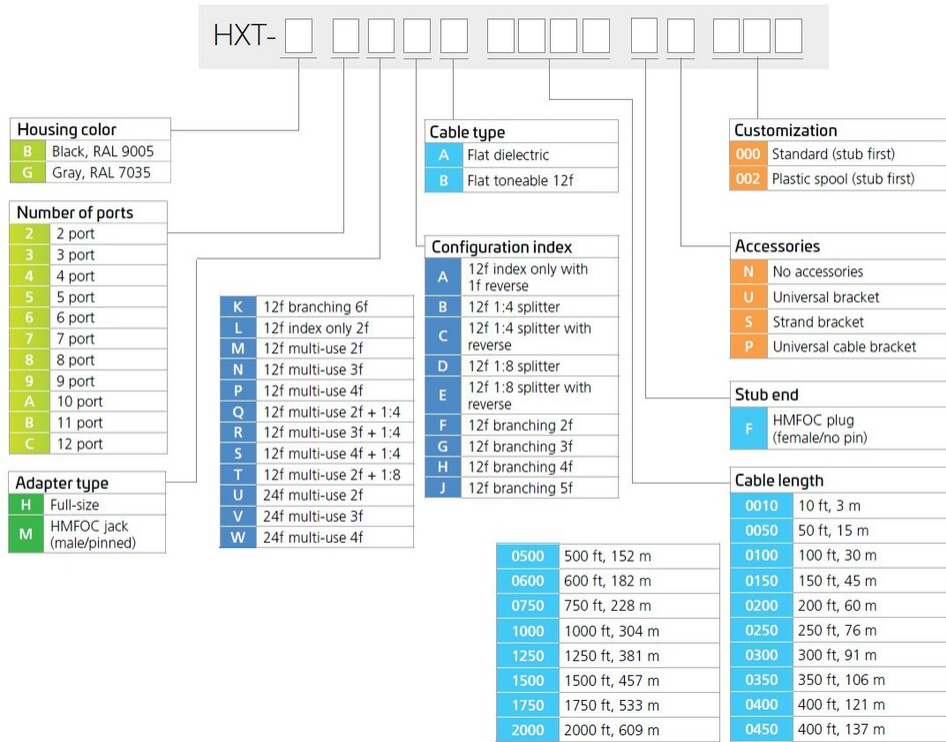 HXT-
Housing color
B Black, RAL 9005
G Gray, RAL 7035
Number of ports
2 2 port
3 3 port
4 4 port
5 5 port
6 6 port
7 7 port
8 8 port
9 9 port
A 10 port
B 11 port
C 12 port
Adapter type
H Full-size
M HMFOC jack
(male/pinned)
K 12f branching 6f
L 12f index only 2f
M 12f multi-use 2f
N 12f multi-use 3f
P 12f multi-use 4f
Q 12f multi-use 2f + 1:4
R 12f multi-use 3f + 1:4
S 12f multi-use 4f + 1:4
T 12f multi-use 2f + 1:8
U 24f multi-use 2f
V 24f multi-use 3f
W 24f multi-use 4f
Cable type
A Flat dielectric
B Flat toneable 12f
Configuration index
A 12f index only with
1f reverse
B 12f 1:4 splitter
C 12f 1:4 splitter with
reverse
D 12f 1:8 splitter
E 12f 1:8 splitter with
reverse
F 12f branching 2f
G 12f branching 3f
H 12f branching 4f
J 12f branching 5f
Customization
000 Standard (stub first)
002 Plastic spool (stub first)
Accessories
N No accessories
U Universal bracket
S Strand bracket
P Universal cable bracket
Stub end
F HMFOC plug
(female/no pin)
Cable length
0010 10 ft, 3 m
0050 50 ft, 15 m
0100 100 ft, 30 m
0150 150 ft, 45 m
0200 200 ft, 60 m
0250 250 ft, 76 m
0300 300 ft, 91 m
0350 350 ft, 106 m
0400 400 ft, 121 m
0450 400 ft, 137 m
0500 500 ft, 152 m
0600 600 ft, 182 m
0750 750 ft, 228 m
1000 1000 ft, 304 m
1250 1250 ft, 381 m
1500 1500 ft, 457 m
1750 1750 ft, 533 m
2000 2000 ft, 609 m